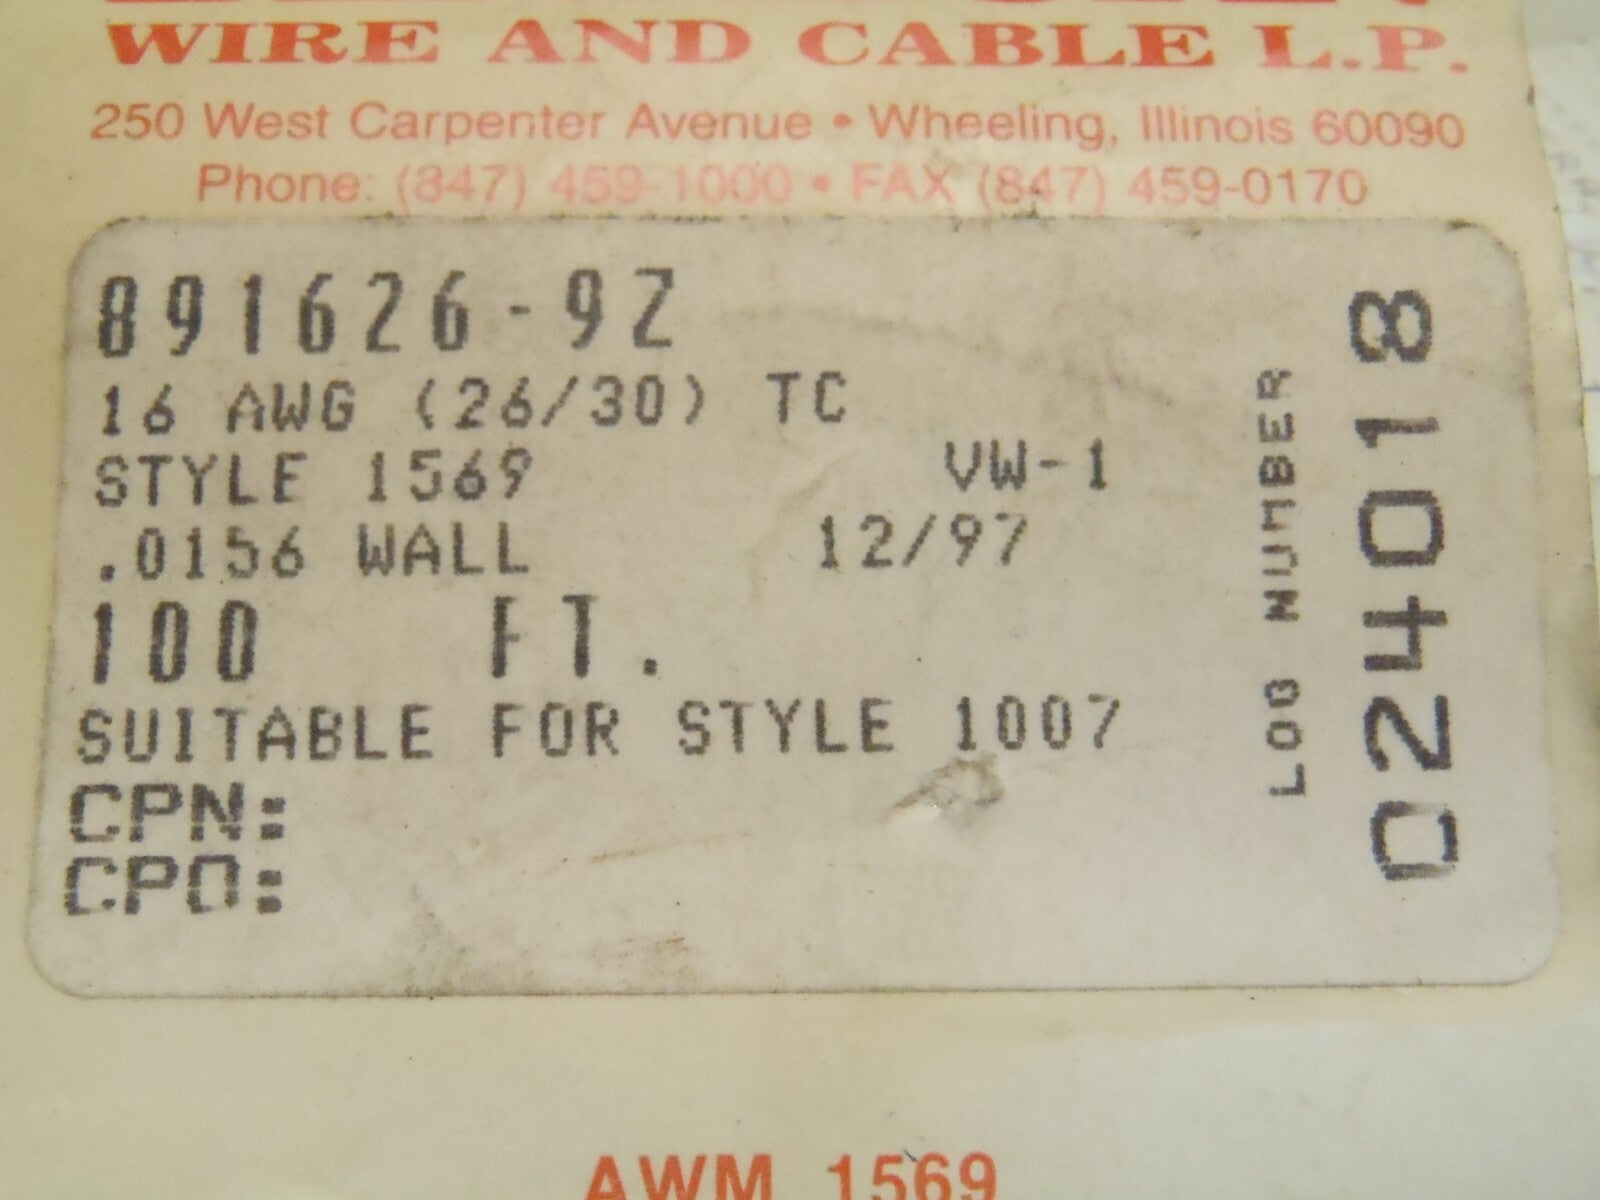 WIRE AND CABLE L.P.
250 West Carpenter Avenue • Wheeling, Illinois 60090
Phone: (847) 459-1000 • FAX (847) 459-0170
891626-9Z
16 AWG (26/30) TC
STYLE 1569 VW-1
.0156 WALL 12/97
100 FT.
SUITABLE FOR STYLE 1007
CPN:
CPO:
LOG NUMBER
024018
AWM 1569